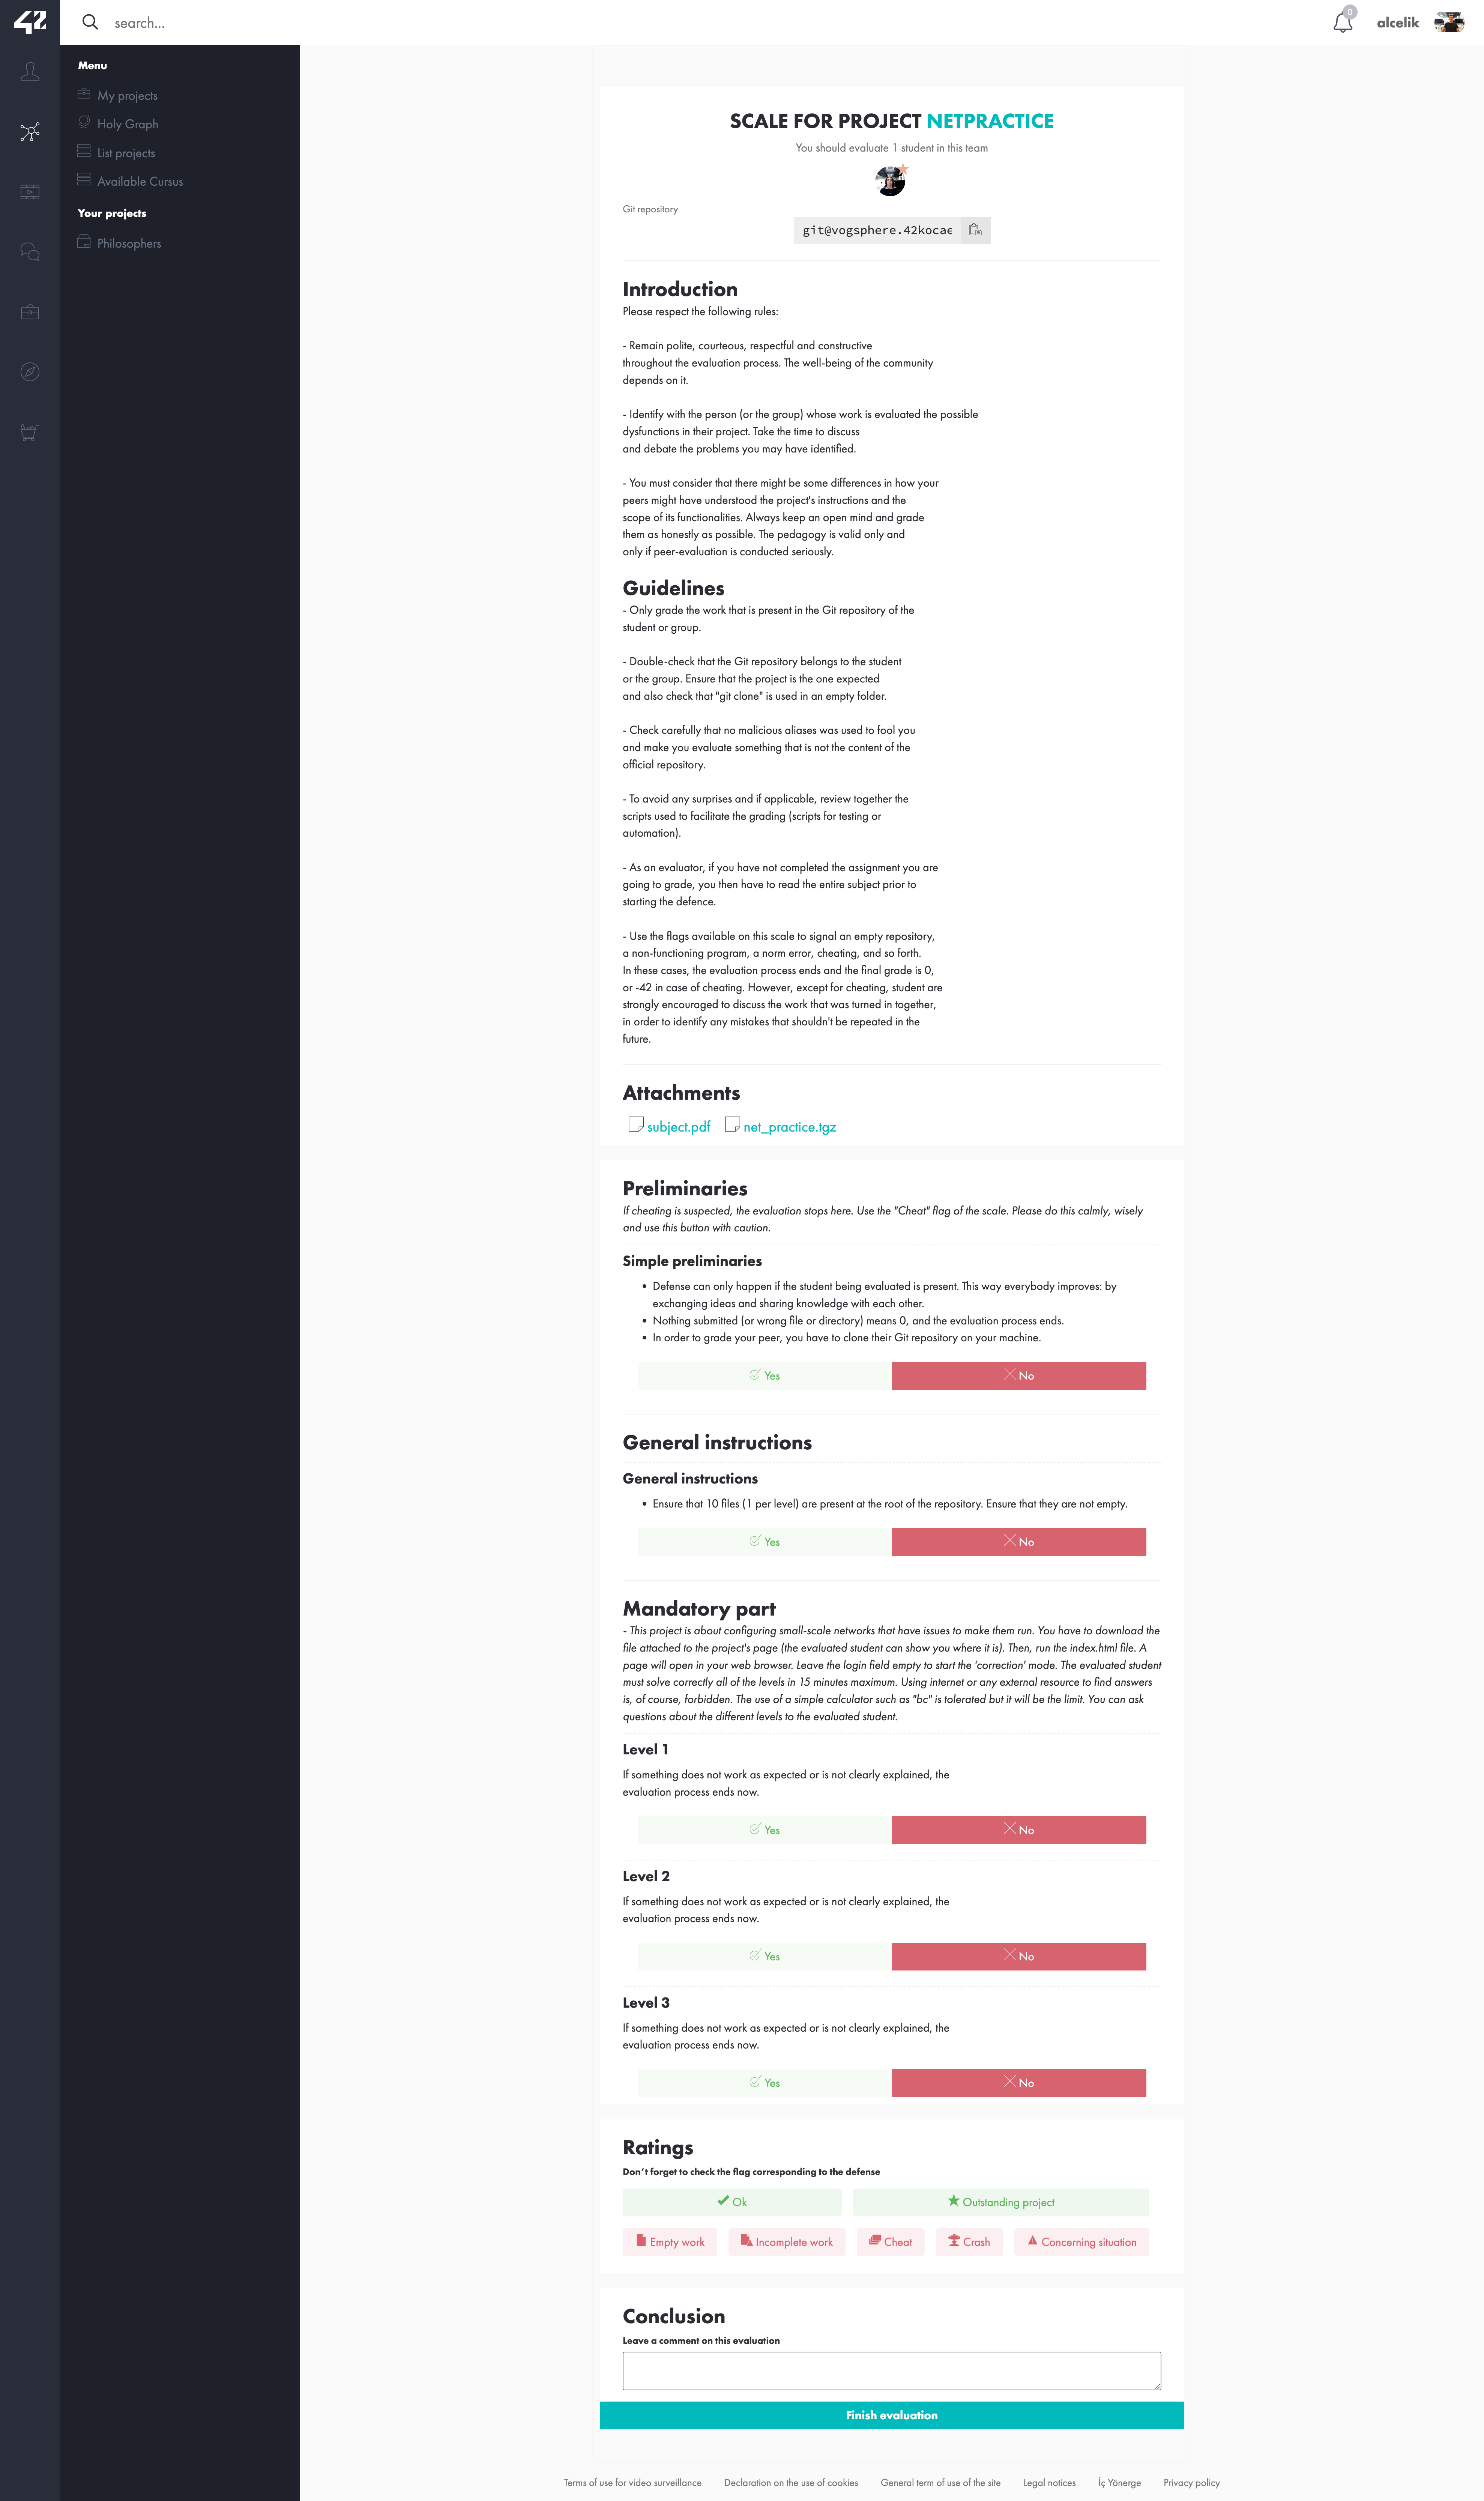 42
search...
0
alcelik
Menu
My projects
Holy Graph
List projects
Available Cursus
Your projects
Philosophers
SCALE FOR PROJECT NETPRACTICE
You should evaluate 1 student in this team
Git repository
git@vogsphere.42kocae
Introduction
Please respect the following rules:
- Remain polite, courteous, respectful and constructive
throughout the evaluation process. The well-being of the community
depends on it.
- Identify with the person (or the group) whose work is evaluated the possible
dysfunctions in their project. Take the time to discuss
and debate the problems you may have identified.
- You must consider that there might be some differences in how your
peers might have understood the project's instructions and the
scope of its functionalities. Always keep an open mind and grade
them as honestly as possible. The pedagogy is valid only and
only if peer-evaluation is conducted seriously.
Guidelines
- Only grade the work that is present in the Git repository of the
student or group.
- Double-check that the Git repository belongs to the student
or the group. Ensure that the project is the one expected
and also check that "git clone" is used in an empty folder.
- Check carefully that no malicious aliases was used to fool you
and make you evaluate something that is not the content of the
official repository.
- To avoid any surprises and if applicable, review together the
scripts used to facilitate the grading (scripts for testing or
automation).
- As an evaluator, if you have not completed the assignment you are
going to grade, you then have to read the entire subject prior to
starting the defence.
- Use the flags available on this scale to signal an empty repository,
a non-functioning program, a norm error, cheating, and so forth.
In these cases, the evaluation process ends and the final grade is 0,
or -42 in case of cheating. However, except for cheating, student are
strongly encouraged to discuss the work that was turned in together,
in order to identify any mistakes that shouldn't be repeated in the
future.
Attachments
subject.pdf net_practice.tgz
Preliminaries
If cheating is suspected, the evaluation stops here. Use the "Cheat" flag of the scale. Please do this calmly, wisely
and use this button with caution.
Simple preliminaries
• Defense can only happen if the student being evaluated is present. This way everybody improves: by
exchanging ideas and sharing knowledge with each other.
• Nothing submitted (or wrong file or directory) means 0, and the evaluation process ends.
• In order to grade your peer, you have to clone their Git repository on your machine.
Yes No
General instructions
General instructions
• Ensure that 10 files (1 per level) are present at the root of the repository. Ensure that they are not empty.
Yes No
Mandatory part
- This project is about configuring small-scale networks that have issues to make them run. You have to download the
file attached to the project's page (the evaluated student can show you where it is). Then, run the index.html file. A
page will open in your web browser. Leave the login field empty to start the 'correction' mode. The evaluated student
must solve correctly all of the levels in 15 minutes maximum. Using internet or any external resource to find answers
is, of course, forbidden. The use of a simple calculator such as "bc" is tolerated but it will be the limit. You can ask
questions about the different levels to the evaluated student.
Level 1
If something does not work as expected or is not clearly explained, the
evaluation process ends now.
Yes No
Level 2
If something does not work as expected or is not clearly explained, the
evaluation process ends now.
Yes No
Level 3
If something does not work as expected or is not clearly explained, the
evaluation process ends now.
Yes No
Ratings
Don't forget to check the flag corresponding to the defense
Ok Outstanding project
Empty work Incomplete work Cheat Crash Concerning situation
Conclusion
Leave a comment on this evaluation
Finish evaluation
Terms of use for video surveillance Declaration on the use of cookies General term of use of the site Legal notices İç Yönerge Privacy policy